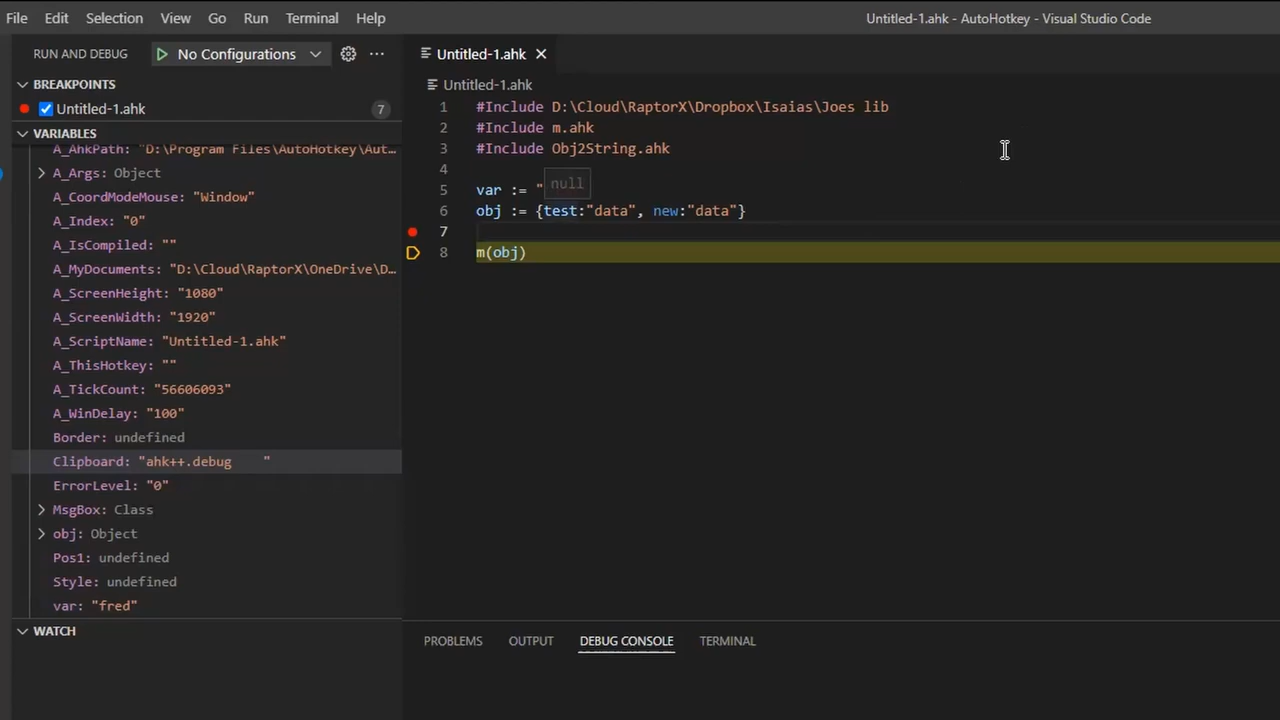 File Edit Selection View Go Run Terminal Help Untitled-1.ahk - AutoHotkey - Visual Studio Code
RUN AND DEBUG No Configurations ···
BREAKPOINTS
Untitled-1.ahk 7
VARIABLES
A_AhkPath: "D:\Program Files\AutoHotkey\Aut…
A_Args: Object
A_CoordModeMouse: "Window"
A_Index: "0"
A_IsCompiled: ""
A_MyDocuments: "D:\Cloud\RaptorX\OneDrive\D…
A_ScreenHeight: "1080"
A_ScreenWidth: "1920"
A_ScriptName: "Untitled-1.ahk"
A_ThisHotkey: ""
A_TickCount: "56606093"
A_WinDelay: "100"
Border: undefined
Clipboard: "ahk++.debug    "
ErrorLevel: "0"
MsgBox: Class
obj: Object
Pos1: undefined
Style: undefined
var: "fred"
WATCH
Untitled-1.ahk
Untitled-1.ahk
1 #Include D:\Cloud\RaptorX\Dropbox\Isaias\Joes lib
2 #Include m.ahk
3 #Include Obj2String.ahk
4
5 var := " null
6 obj := {test:"data", new:"data"}
7
8 m(obj)
PROBLEMS OUTPUT DEBUG CONSOLE TERMINAL